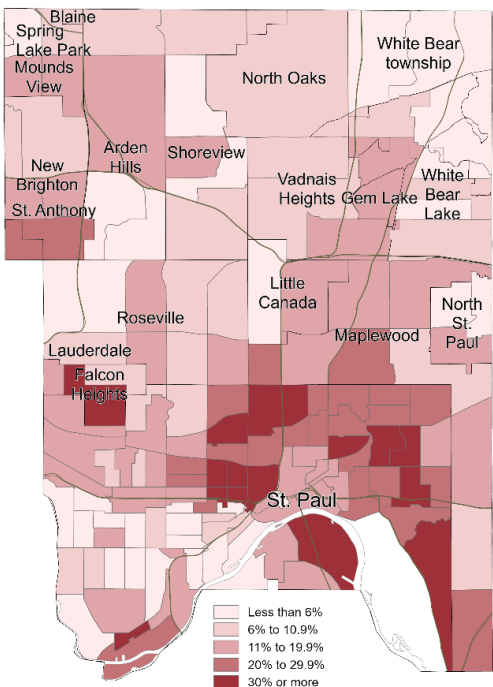 Blaine
Spring
Lake Park
Mounds
View
White Bear
township
North Oaks
Arden
Hills
Shoreview
New
Brighton
St. Anthony
Vadnais
Heights
Gem Lake
White
Bear
Lake
Little
Canada
Roseville
North
St.
Paul
Maplewood
Lauderdale
Falcon
Heights
St. Paul
Less than 6%
6% to 10.9%
11% to 19.9%
20% to 29.9%
30% or more